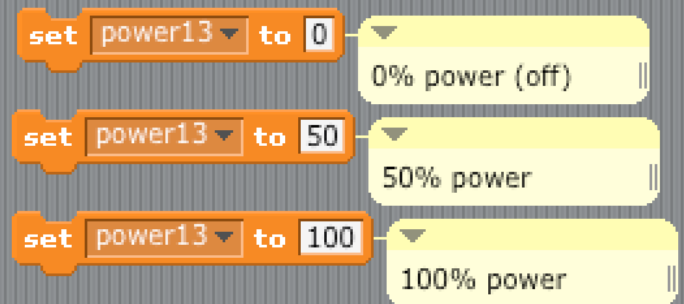 set power13 to 0
0% power (off)
set power13 to 50
50% power
set power13 to 100
100% power